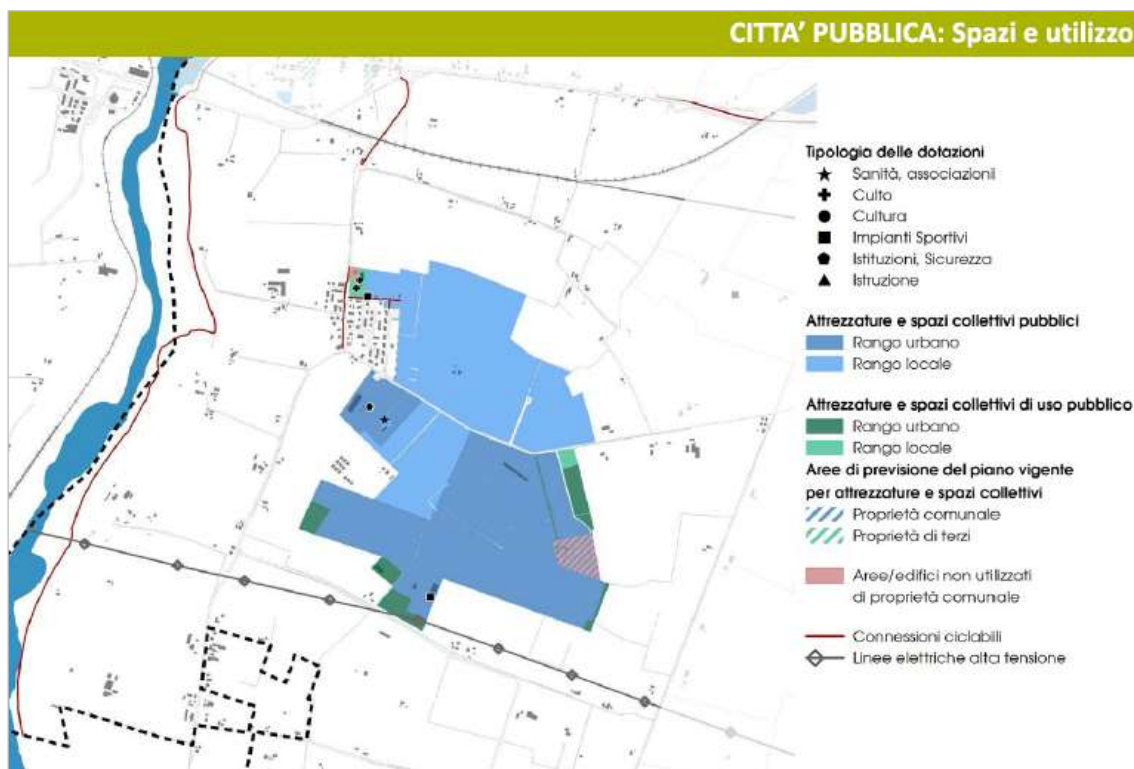 CITTA' PUBBLICA: Spazi e utilizzo
Tipologia delle dotazioni
Sanità, associazioni
Culto
Cultura
Impianti Sportivi
Istituzioni, Sicurezza
Istruzione
Attrezzature e spazi collettivi pubblici
Rango urbano
Rango locale
Attrezzature e spazi collettivi di uso pubblico
Rango urbano
Rango locale
Aree di previsione del piano vigente
per attrezzature e spazi collettivi
Proprietà comunale
Proprietà di terzi
Aree/edifici non utilizzati
di proprietà comunale
Connessioni ciclabili
Linee elettriche alta tensione